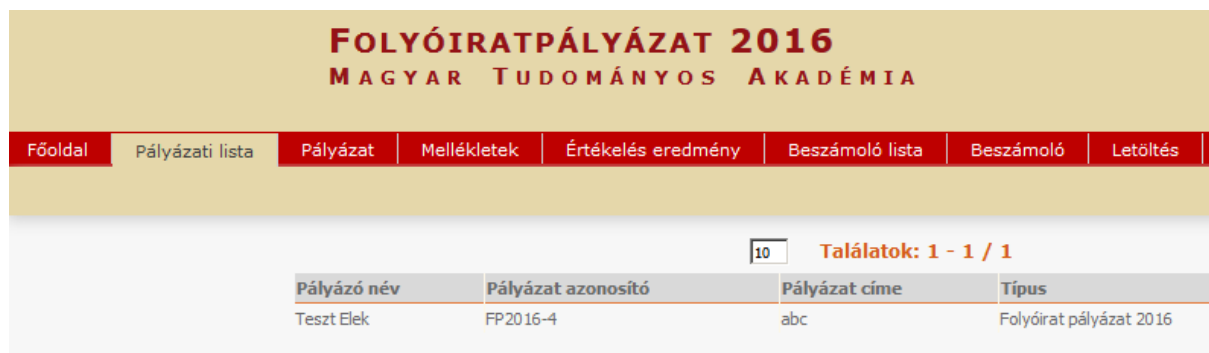 FOLYÓIRATPÁLYÁZAT 2016
MAGYAR TUDOMÁNYOS AKADÉMIA
Főoldal Pályázati lista Pályázat Mellékletek Értékelés eredmény Beszámoló lista Beszámoló Letöltés
10 Találatok: 1 - 1 / 1
Pályázó név Pályázat azonosító Pályázat címe Típus
Teszt Elek FP2016-4 abc Folyóirat pályázat 2016